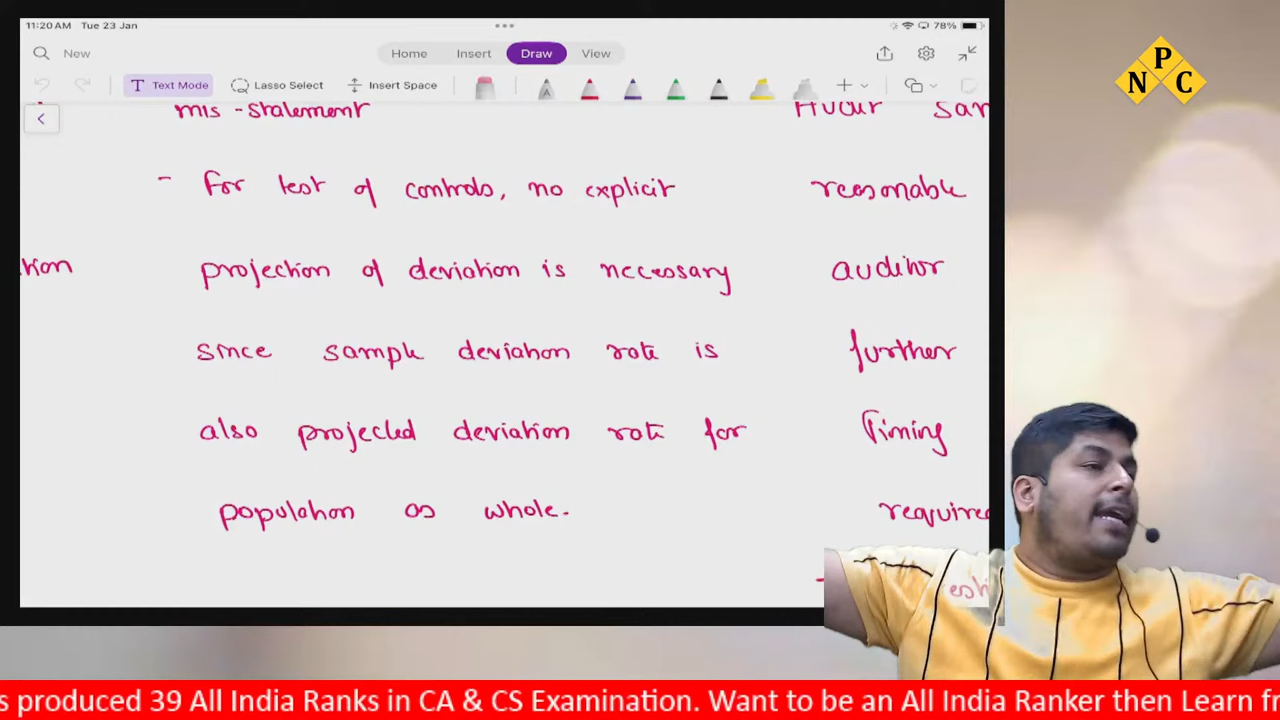 11:20 AM Tue 23 Jan
78%
New
Home Insert Draw View
Text Mode Lasso Select Insert Space
N P C
mis-statement
- For test of controls, no explicit
projection of deviation is necessary
since sample deviation rate is
also projected deviation rate for
population as whole.
reasonable
auditor
further
Timing
s produced 39 All India Ranks in CA & CS Examination. Want to be an All India Ranker then Learn fr